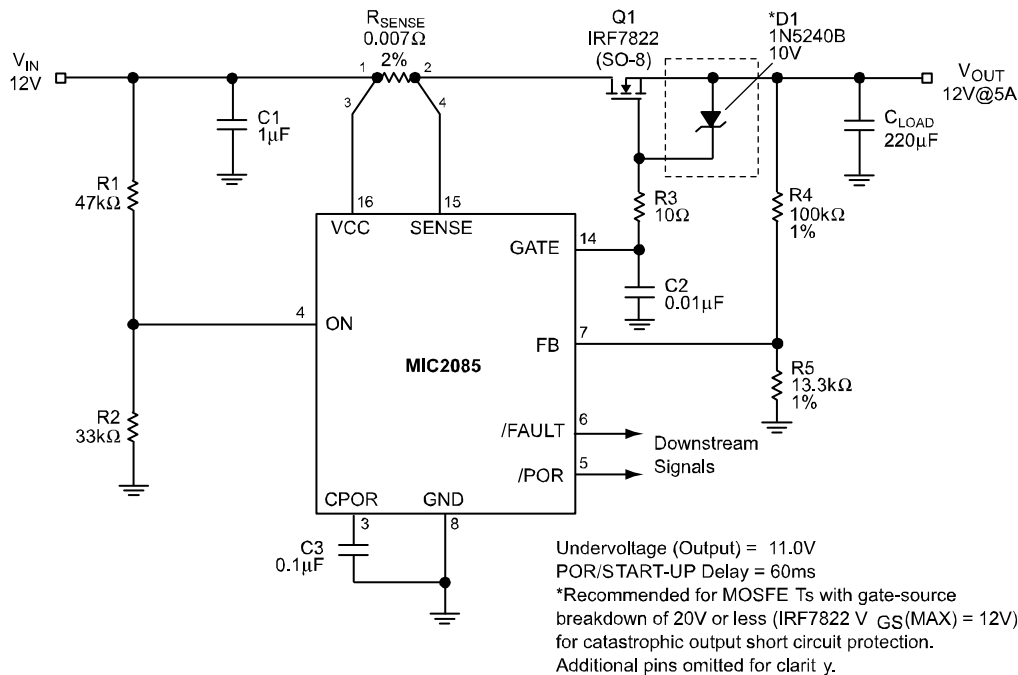 RSENSE
0.007Ω
2%
Q1
IRF7822
(SO-8)
*D1
1N5240B
10V
VIN
12V
1
2
3
4
VOUT
12V@5A
C1
1μF
CLOAD
220μF
R1
47kΩ
R3
10Ω
R4
100kΩ
1%
16
15
VCC
SENSE
GATE
14
C2
0.01μF
4
ON
FB
7
MIC2085
R5
13.3kΩ
1%
R2
33kΩ
/FAULT
6
/POR
5
Downstream
Signals
CPOR
GND
3
8
C3
0.1μF
Undervoltage (Output) = 11.0V
POR/START-UP Delay = 60ms
*Recommended for MOSFE Ts with gate-source
breakdown of 20V or less (IRF7822 V GS(MAX) = 12V)
for catastrophic output short circuit protection.
Additional pins omitted for clarit y.